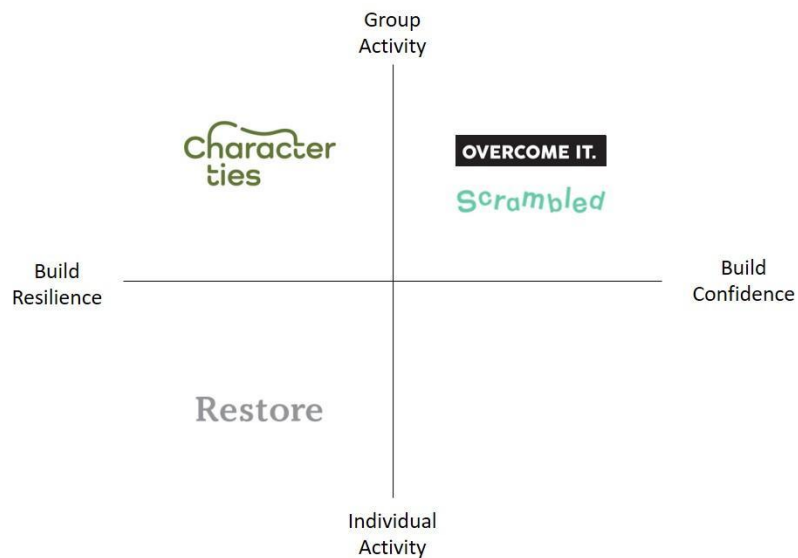 Group
Activity
Character
ties
OVERCOME IT.
Scrambled
Build
Resilience
Build
Confidence
Restore
Individual
Activity